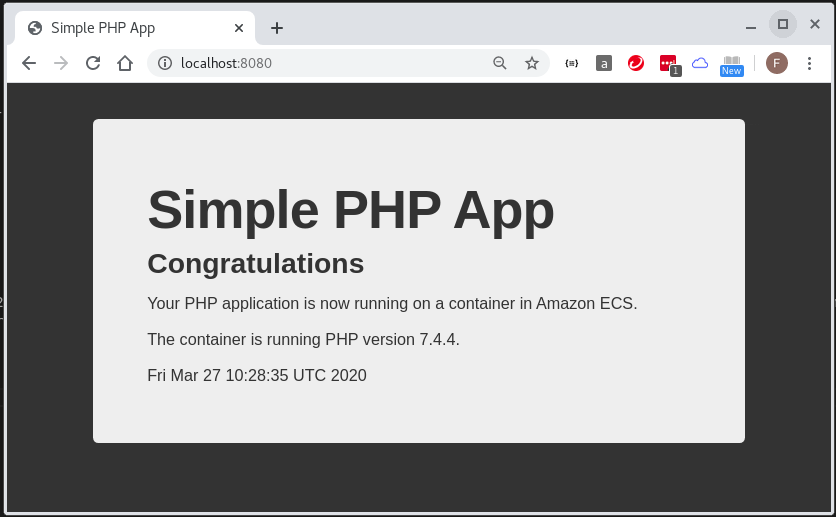 Simple PHP App
localhost:8080
{≡}
a
1
New
F
Simple PHP App
Congratulations
Your PHP application is now running on a container in Amazon ECS.
The container is running PHP version 7.4.4.
Fri Mar 27 10:28:35 UTC 2020